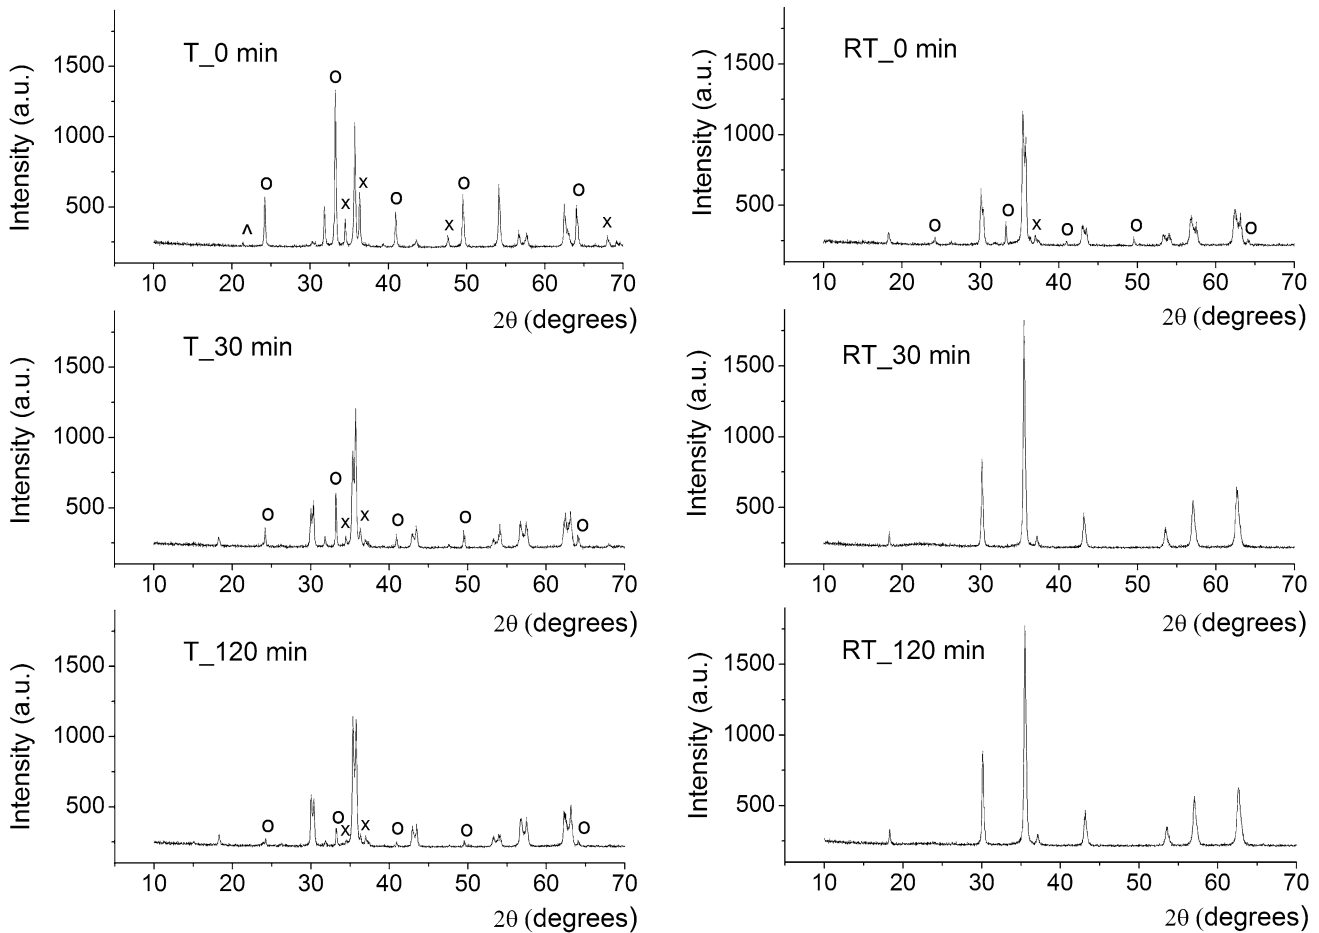 T_0 min
Intensity (a.u.)
1500
1000
500
^ o o x o x o x o o x
10 20 30 40 50 60 70
2θ (degrees)
RT_0 min
Intensity (a.u.)
1500
1000
500
o o x o o o
10 20 30 40 50 60 70
2θ (degrees)
T_30 min
Intensity (a.u.)
1500
1000
500
o o x x o o o
10 20 30 40 50 60 70
2θ (degrees)
RT_30 min
Intensity (a.u.)
1500
1000
500
10 20 30 40 50 60 70
2θ (degrees)
T_120 min
Intensity (a.u.)
1500
1000
500
o o x x o o o
10 20 30 40 50 60 70
2θ (degrees)
RT_120 min
Intensity (a.u.)
1500
1000
500
10 20 30 40 50 60 70
2θ (degrees)